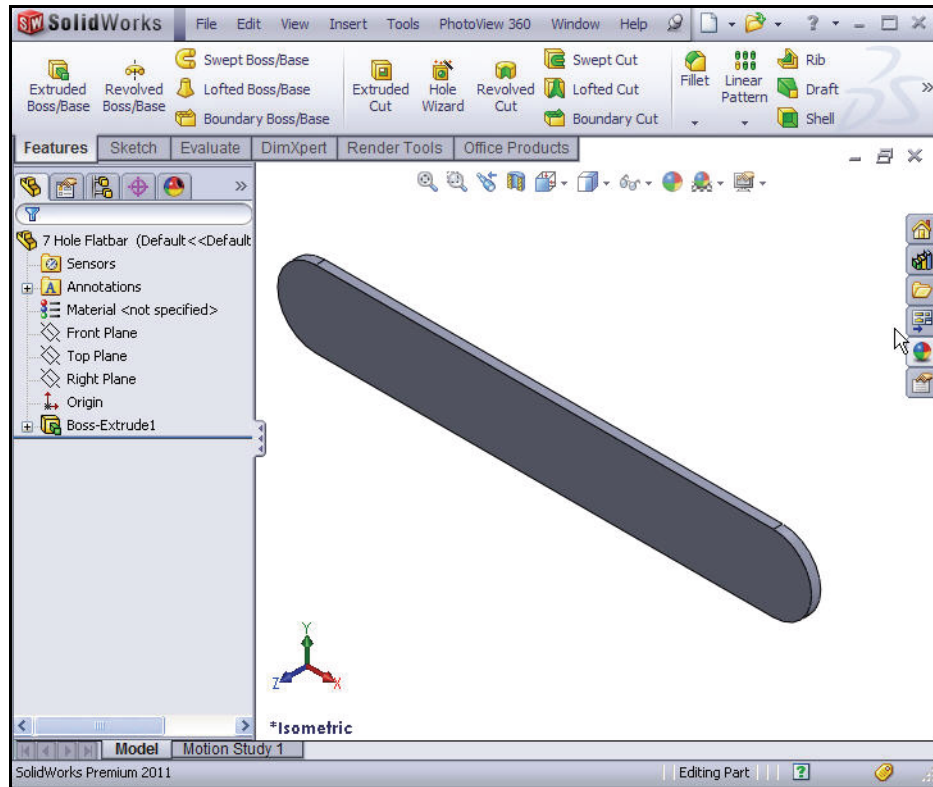 SW SolidWorks File Edit View Insert Tools PhotoView 360 Window Help ?
Extruded Boss/Base
Revolved Boss/Base
Swept Boss/Base
Lofted Boss/Base
Boundary Boss/Base
Extruded Cut
Hole Wizard
Revolved Cut
Swept Cut
Lofted Cut
Boundary Cut
Fillet
Linear Pattern
Rib
Draft
Shell
Features Sketch Evaluate DimXpert Render Tools Office Products
7 Hole Flatbar (Default<<Default
Sensors
A Annotations
Material <not specified>
Front Plane
Top Plane
Right Plane
Origin
Boss-Extrude1
Y
Z X
*Isometric
Model Motion Study 1
SolidWorks Premium 2011 Editing Part ?